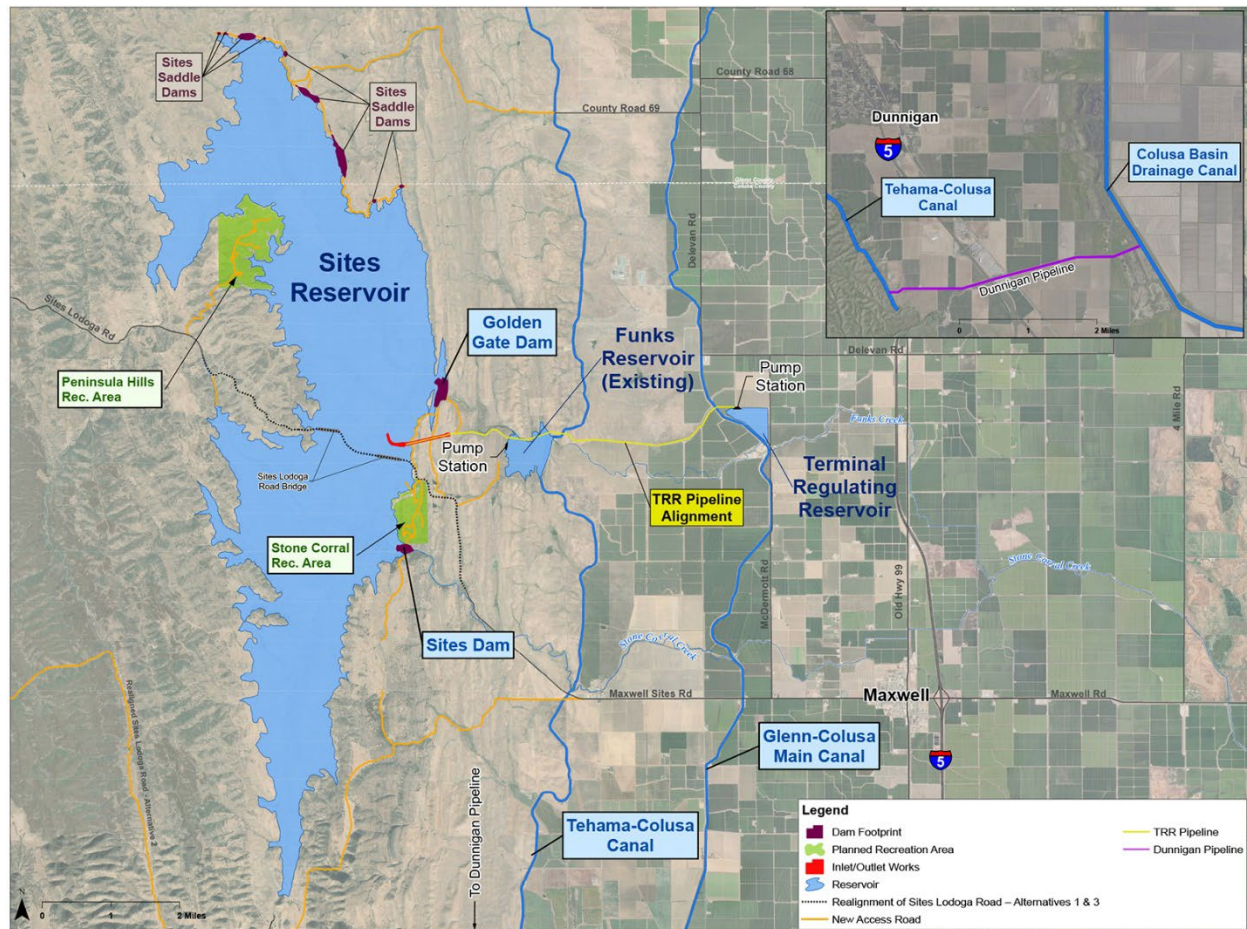 Sites
Saddle
Dams
Sites
Saddle
Dams
County Road 68
County Road 69
Glenn County
Colusa County
Delevan Rd
Dunnigan
5
Tehama-Colusa
Canal
Colusa Basin
Drainage Canal
Dunnigan Pipeline
0 1 2 Miles
Sites
Reservoir
Sites Lodoga Rd
Peninsula Hills
Rec. Area
Golden
Gate Dam
Funks
Reservoir
(Existing)
Delevan Rd
Pump
Station
Funks Creek
4 Mile Rd
Sites Lodoga
Road Bridge
Pump
Station
TRR Pipeline
Alignment
Terminal
Regulating
Reservoir
Stone Corral
Rec. Area
McDermott Rd
Old Hwy 99
Stone Corral Creek
Sites Dam
Stone Corral Creek
Maxwell Sites Rd
Maxwell
Maxwell Rd
5
Realigned Sites Lodoga Road - Alternative 2
Glenn-Colusa
Main Canal
Tehama-Colusa
Canal
To Dunnigan Pipeline
N
0 1 2 Miles
Legend
Dam Footprint
Planned Recreation Area
Inlet/Outlet Works
Reservoir
Realignment of Sites Lodoga Road – Alternatives 1 & 3
New Access Road
TRR Pipeline
Dunnigan Pipeline